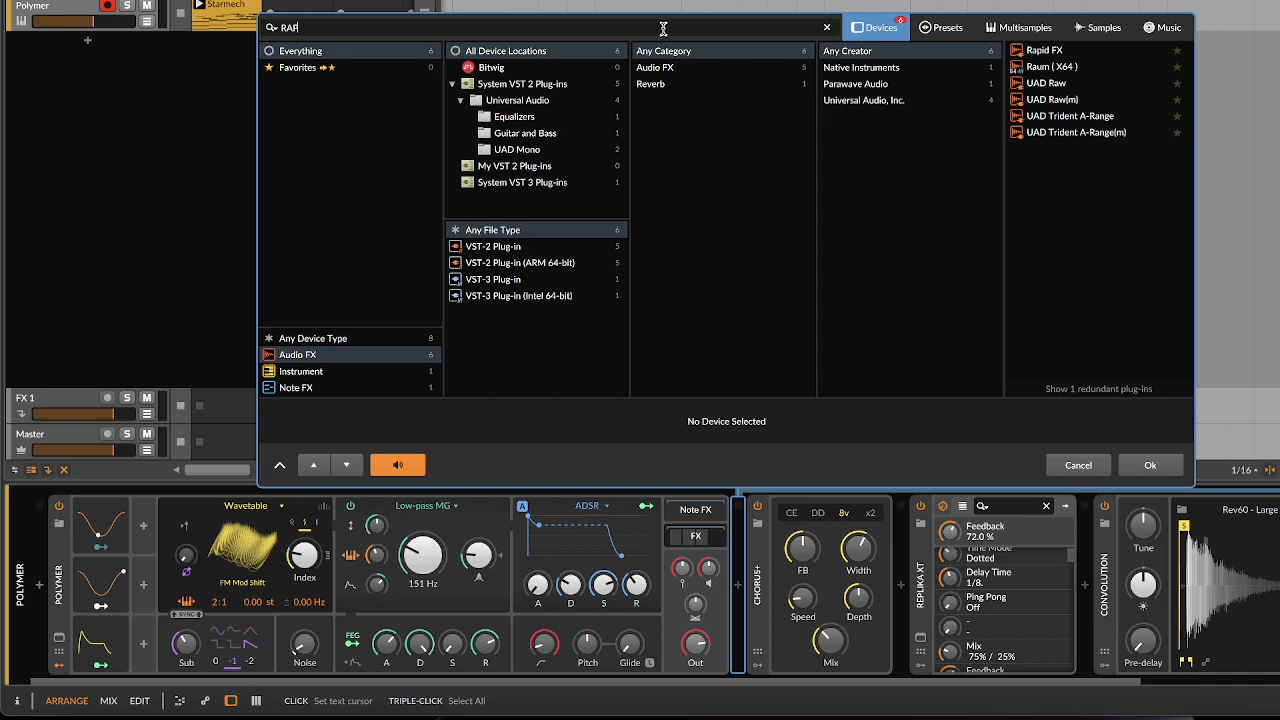 Polymer S M
Starmech
RAP
Devices 6 Presets Multisamples Samples Music
Everything 6
Favorites 0
Any Device Type 8
Audio FX 6
Instrument 1
Note FX 1
All Device Locations 6
Bitwig 0
System VST 2 Plug-ins 5
Universal Audio 4
Equalizers 1
Guitar and Bass 1
UAD Mono 2
My VST 2 Plug-ins 0
System VST 3 Plug-ins 1
Any File Type 6
VST-2 Plug-in 5
VST-2 Plug-in (ARM 64-bit) 5
VST-3 Plug-in 1
VST-3 Plug-in (Intel 64-bit) 1
Any Category 6
Audio FX 5
Reverb 1
Any Creator 6
Native Instruments 1
Parawave Audio 1
Universal Audio, Inc. 4
Rapid FX
Raum ( X64 )
UAD Raw
UAD Raw(m)
UAD Trident A-Range
UAD Trident A-Range(m)
Show 1 redundant plug-ins
No Device Selected
Cancel Ok
FX 1 S M
Master S M
1/16
POLYMER
POLYMER
Wavetable
Index
FM Mod Shift
2:1 0.00 st ± 0.00 Hz
SYNC
Sub 0 -1 -2 Noise
Low-pass MG
151 Hz
FEG
A D S R
A ADSR
A D S R
Pitch Glide L
Note FX
FX
Out
CHORUS+
CE DD 8v x2
FB Width
Speed Depth
Mix
REPLIKA XT
Feedback
72.0 %
Time Mode
Dotted
Delay Time
1/8.
Ping Pong
Off
-
-
Mix
75% / 25%
Feedback
CONVOLUTION
Tune
Pre-delay
Rev60 - Large
S
ARRANGE MIX EDIT
CLICK Set text cursor TRIPLE-CLICK Select All